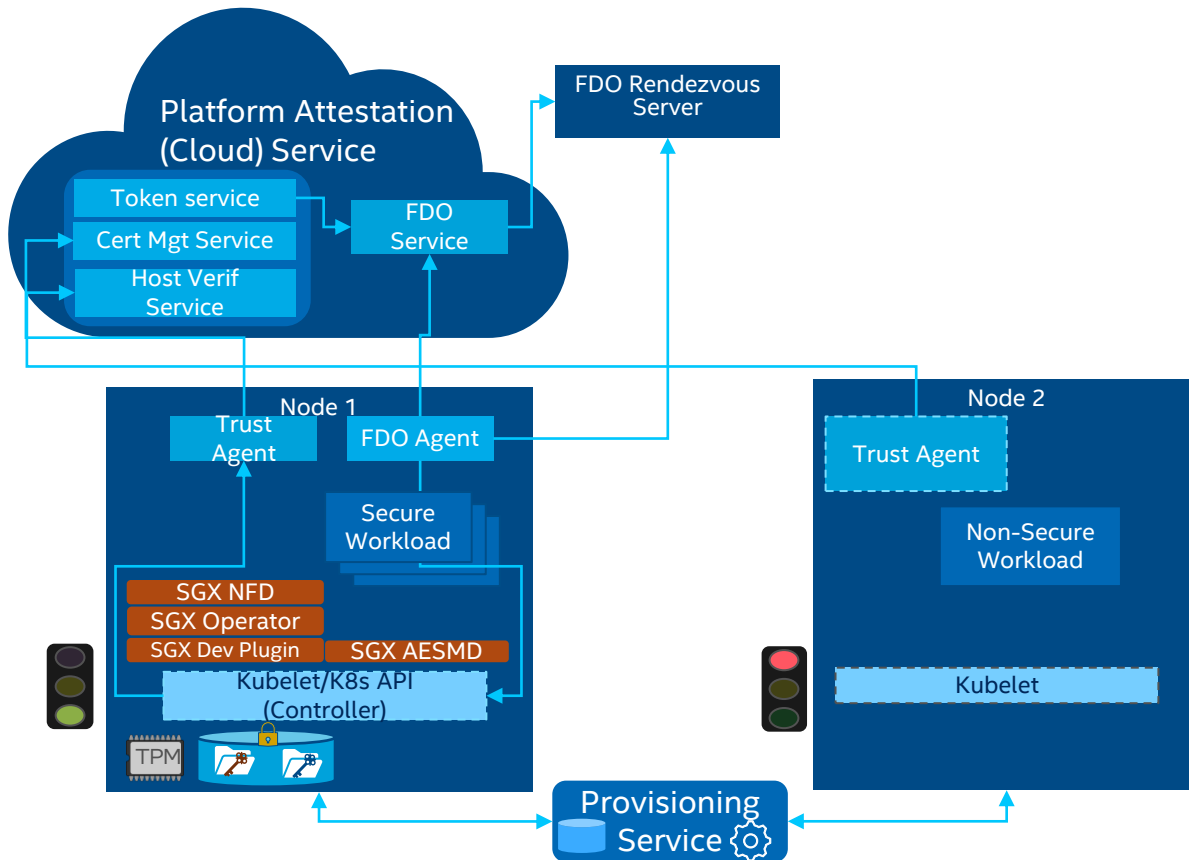 Platform Attestation
(Cloud) Service
Token service
Cert Mgt Service
Host Verif
Service
FDO
Service
FDO Rendezvous
Server
Node 1
Trust
Agent
FDO Agent
Secure
Workload
SGX NFD
SGX Operator
SGX Dev Plugin
SGX AESMD
Kubelet/K8s API
(Controller)
TPM
Node 2
Trust Agent
Non-Secure
Workload
Kubelet
Provisioning
Service